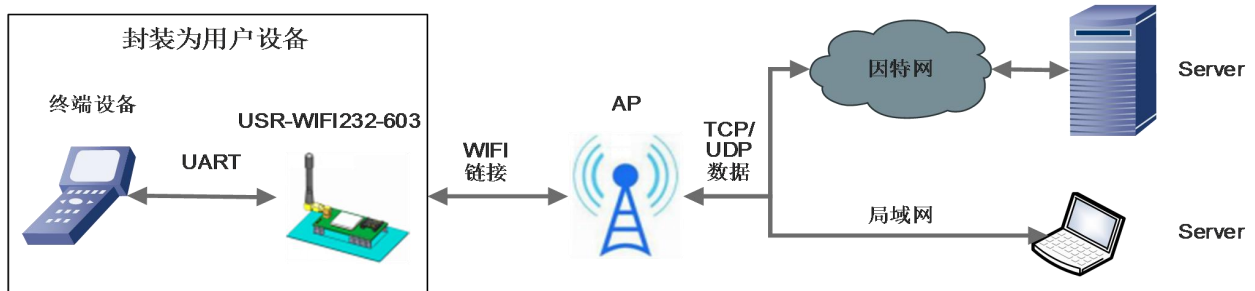 封装为用户设备
终端设备
USR-WIFI232-603
UART
WIFI
链接
AP
TCP/
UDP
数据
因特网
Server
局域网
Server